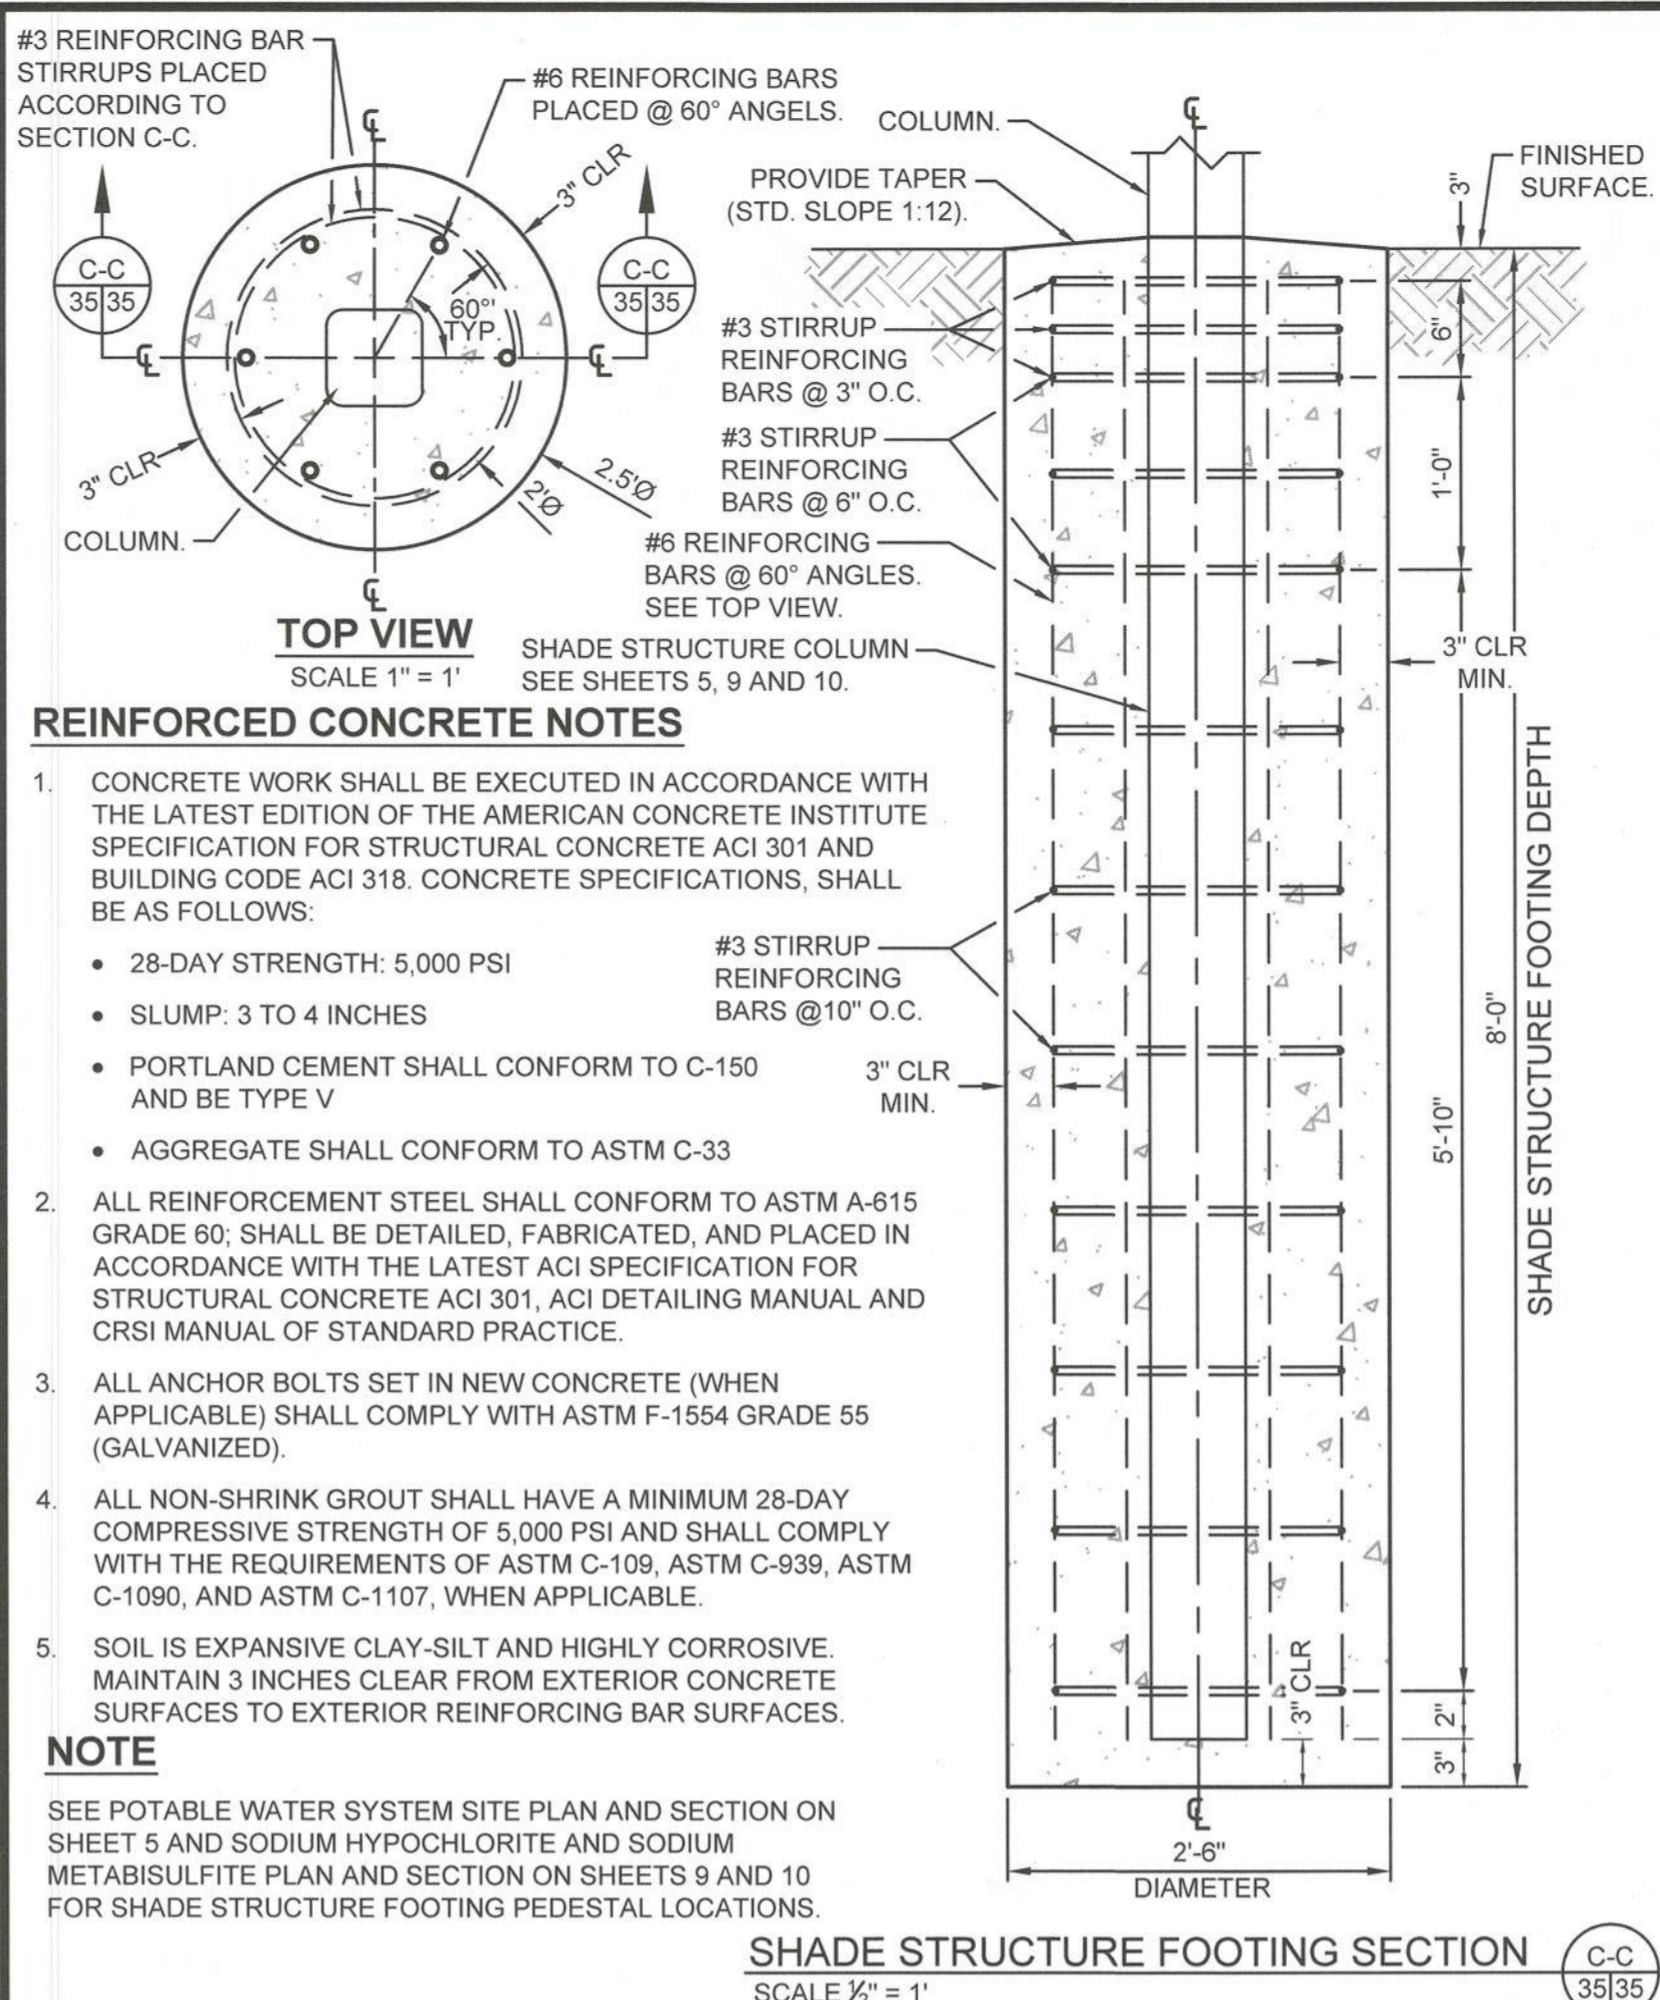 #3 REINFORCING BAR
STIRRUPS PLACED
ACCORDING TO
SECTION C-C.
#6 REINFORCING BARS
PLACED @ 60° ANGELS.
3" CLR
C-C
35|35
C-C
35|35
60°'
TYP.
3" CLR
2'Ø
2.5'Ø
COLUMN.
TOP VIEW
SCALE 1" = 1'
COLUMN.
PROVIDE TAPER
(STD. SLOPE 1:12).
FINISHED
SURFACE.
3"
#3 STIRRUP
REINFORCING
BARS @ 3" O.C.
6"
#3 STIRRUP
REINFORCING
BARS @ 6" O.C.
1'-0"
#6 REINFORCING
BARS @ 60° ANGLES.
SEE TOP VIEW.
SHADE STRUCTURE COLUMN
SEE SHEETS 5, 9 AND 10.
3" CLR
MIN.
#3 STIRRUP
REINFORCING
BARS @10" O.C.
3" CLR
MIN.
5'-10"
8'-0"
SHADE STRUCTURE FOOTING DEPTH
3" CLR
2"
3"
2'-6"
DIAMETER
REINFORCED CONCRETE NOTES
1. CONCRETE WORK SHALL BE EXECUTED IN ACCORDANCE WITH
THE LATEST EDITION OF THE AMERICAN CONCRETE INSTITUTE
SPECIFICATION FOR STRUCTURAL CONCRETE ACI 301 AND
BUILDING CODE ACI 318. CONCRETE SPECIFICATIONS, SHALL
BE AS FOLLOWS:
• 28-DAY STRENGTH: 5,000 PSI
• SLUMP: 3 TO 4 INCHES
• PORTLAND CEMENT SHALL CONFORM TO C-150
AND BE TYPE V
• AGGREGATE SHALL CONFORM TO ASTM C-33
2. ALL REINFORCEMENT STEEL SHALL CONFORM TO ASTM A-615
GRADE 60; SHALL BE DETAILED, FABRICATED, AND PLACED IN
ACCORDANCE WITH THE LATEST ACI SPECIFICATION FOR
STRUCTURAL CONCRETE ACI 301, ACI DETAILING MANUAL AND
CRSI MANUAL OF STANDARD PRACTICE.
3. ALL ANCHOR BOLTS SET IN NEW CONCRETE (WHEN
APPLICABLE) SHALL COMPLY WITH ASTM F-1554 GRADE 55
(GALVANIZED).
4. ALL NON-SHRINK GROUT SHALL HAVE A MINIMUM 28-DAY
COMPRESSIVE STRENGTH OF 5,000 PSI AND SHALL COMPLY
WITH THE REQUIREMENTS OF ASTM C-109, ASTM C-939, ASTM
C-1090, AND ASTM C-1107, WHEN APPLICABLE.
5. SOIL IS EXPANSIVE CLAY-SILT AND HIGHLY CORROSIVE.
MAINTAIN 3 INCHES CLEAR FROM EXTERIOR CONCRETE
SURFACES TO EXTERIOR REINFORCING BAR SURFACES.
NOTE
SEE POTABLE WATER SYSTEM SITE PLAN AND SECTION ON
SHEET 5 AND SODIUM HYPOCHLORITE AND SODIUM
METABISULFITE PLAN AND SECTION ON SHEETS 9 AND 10
FOR SHADE STRUCTURE FOOTING PEDESTAL LOCATIONS.
SHADE STRUCTURE FOOTING SECTION
C-C
35|35
SCALE ½" = 1'